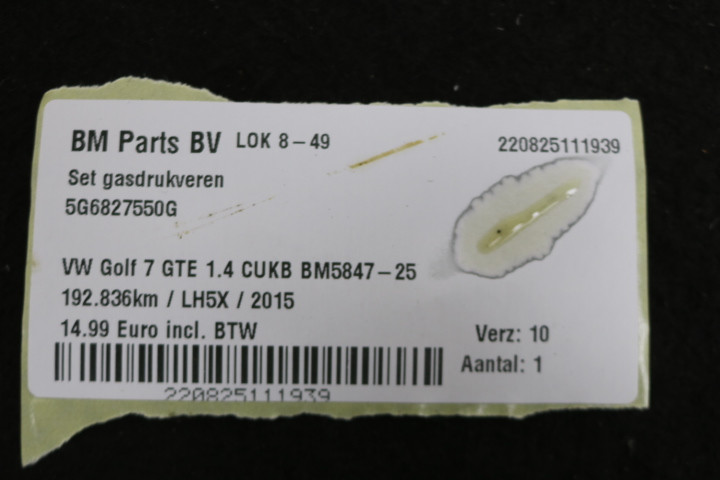 BM Parts BV LOK 8-49 220825111939
Set gasdrukveren
5G6827550G
VW Golf 7 GTE 1.4 CUKB BM5847-25
192.836km / LH5X / 2015
14.99 Euro incl. BTW
Verz: 10
Aantal: 1
220825111939